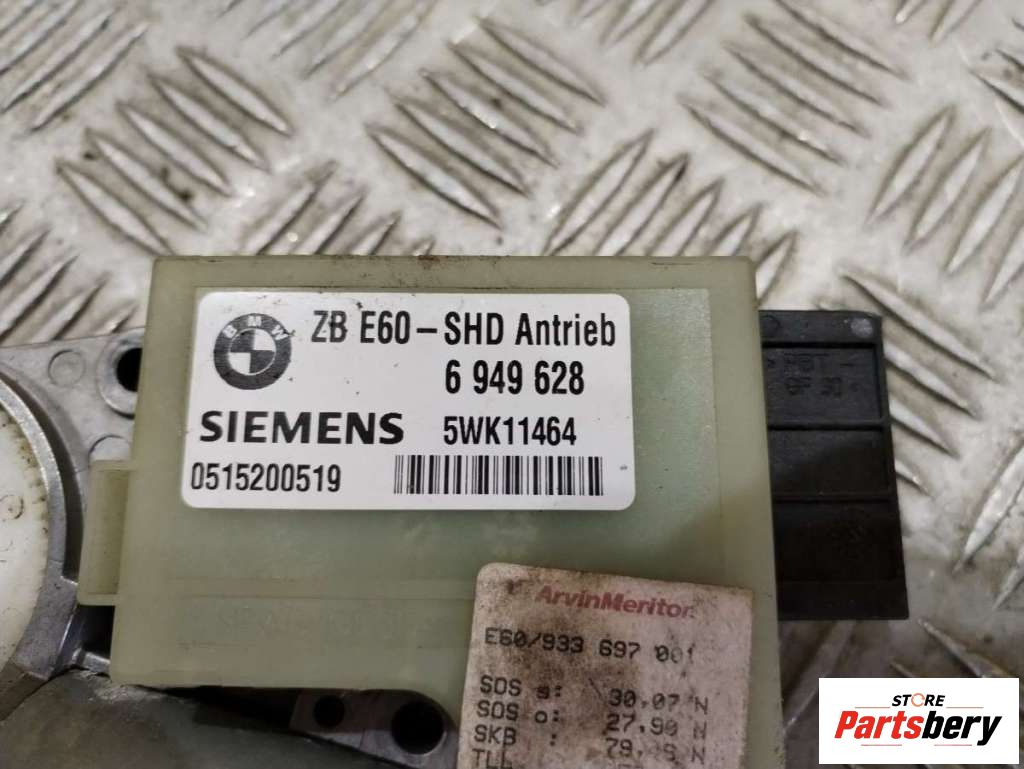 BMW
ZB E60-SHD Antrieb
6 949 628
SIEMENS 5WK11464
0515200519
ArvinMeritor
E60/933 697 001
SOS g: 30,07 N
SOS o: 27,90 N
SKB :
STORE
Partsbery